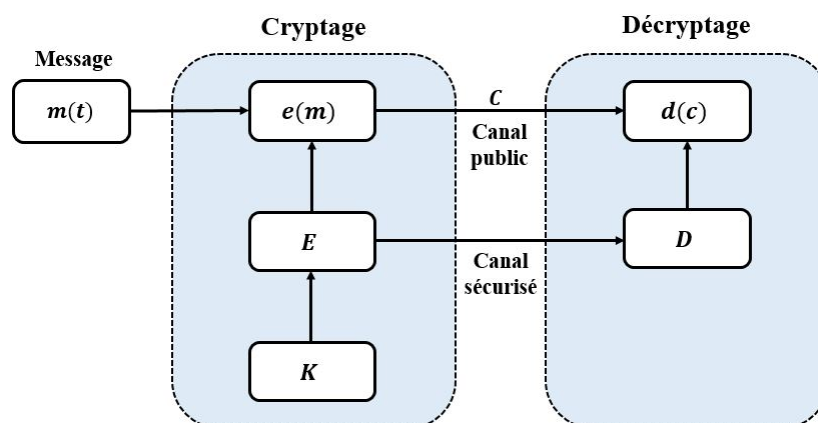 Cryptage
Décryptage
Message
m(t)
e(m)
C
d(c)
Canal
public
E
D
Canal
sécurisé
K